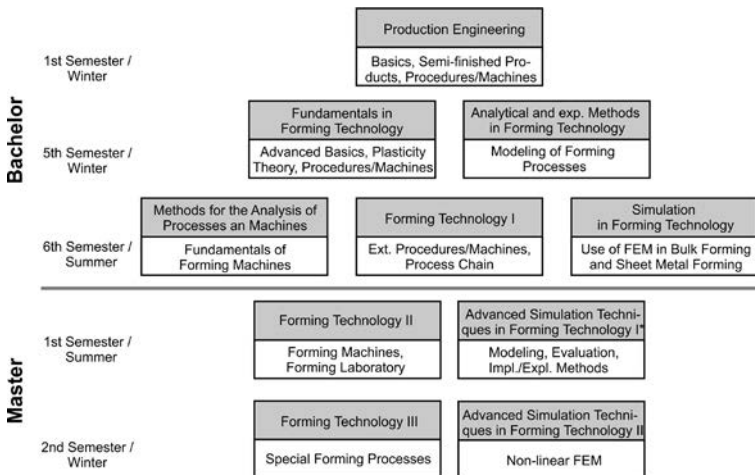 Bachelor
1st Semester /
Winter
Production Engineering
Basics, Semi-finished Pro-
ducts, Procedures/Machines
5th Semester /
Winter
Fundamentals in
Forming Technology
Advanced Basics, Plasticity
Theory, Procedures/Machines
Analytical and exp. Methods
in Forming Technology
Modeling of Forming
Processes
6th Semester /
Summer
Methods for the Analysis of
Processes an Machines
Fundamentals of
Forming Machines
Forming Technology I
Ext. Procedures/Machines,
Process Chain
Simulation
in Forming Technology
Use of FEM in Bulk Forming
and Sheet Metal Forming
Master
1st Semester /
Summer
Forming Technology II
Forming Machines,
Forming Laboratory
Advanced Simulation Techni-
ques in Forming Technology I*
Modeling, Evaluation,
Impl./Expl. Methods
2nd Semester /
Winter
Forming Technology III
Special Forming Processes
Advanced Simulation Techni-
ques in Forming Technology II
Non-linear FEM